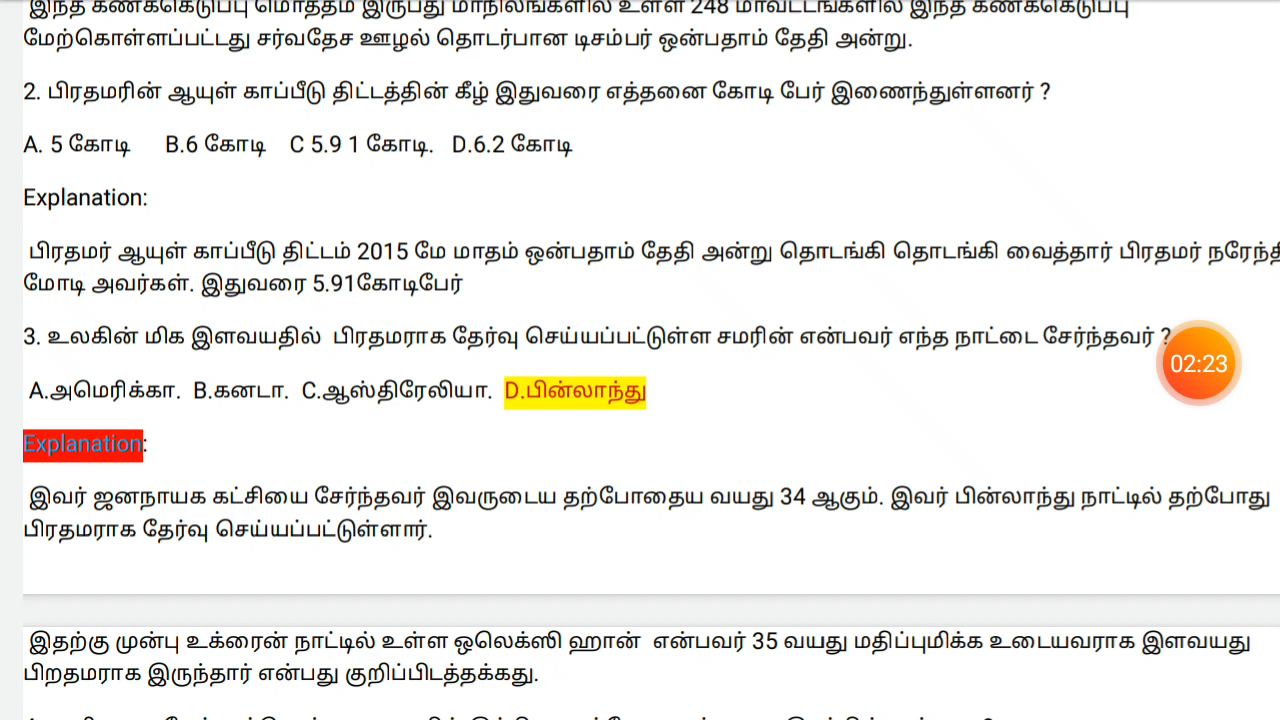 இந்த கணக்கெடுப்பு மொத்தம் இருபது மாநிலங்களில் உள்ள 248 மாவட்டங்களில் இந்த கணக்கெடுப்பு
மேற்கொள்ளப்பட்டது சர்வதேச ஊழல் தொடர்பான டிசம்பர் ஒன்பதாம் தேதி அன்று.
2. பிரதமரின் ஆயுள் காப்பீடு திட்டத்தின் கீழ் இதுவரை எத்தனை கோடி பேர் இணைந்துள்ளனர் ?
A. 5 கோடி B.6 கோடி C 5.9 1 கோடி. D.6.2 கோடி
Explanation:
பிரதமர் ஆயுள் காப்பீடு திட்டம் 2015 மே மாதம் ஒன்பதாம் தேதி அன்று தொடங்கி தொடங்கி வைத்தார் பிரதமர்
மோடி அவர்கள். இதுவரை 5.91கோடிபேர்
3. உலகின் மிக இளவயதில் பிரதமராக தேர்வு செய்யப்பட்டுள்ள சமரின் என்பவர் எந்த நாட்டை சேர்ந்தவர் ?
02:23
A.அமெரிக்கா. B.கனடா. C.ஆஸ்திரேலியா. D.பின்லாந்து
Explanation:
இவர் ஜனநாயக கட்சியை சேர்ந்தவர் இவருடைய தற்போதைய வயது 34 ஆகும். இவர் பின்லாந்து நாட்டில் தற்போது
பிரதமராக தேர்வு செய்யப்பட்டுள்ளார்.
இதற்கு முன்பு உக்ரைன் நாட்டில் உள்ள ஒலெக்ஸி ஹான் என்பவர் 35 வயது மதிப்புமிக்க உடையவராக இளவயது
பிறதமராக இருந்தார் என்பது குறிப்பிடத்தக்கது.